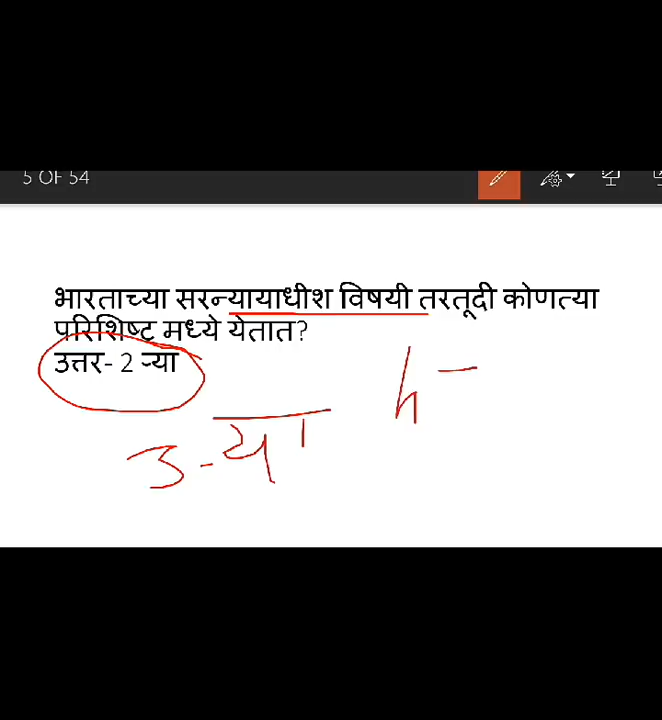 5 OF 54
भारताच्या सरन्यायाधीश विषयी तरतूदी कोणत्या
परिशिष्ट मध्ये येतात?
उत्तर- 2 ऱ्या
3-या